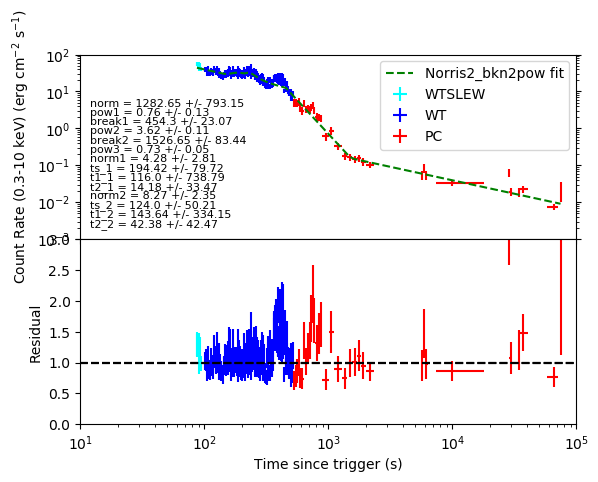 Count Rate (0.3-10 keV) (erg cm⁻² s⁻¹)
10²
10¹
10⁰
10⁻¹
10⁻²
10⁻³
Norris2_bkn2pow fit
WTSLEW
WT
PC
norm = 1282.65 +/- 793.15
pow1 = 0.76 +/- 0.13
break1 = 454.3 +/- 23.07
pow2 = 3.62 +/- 0.11
break2 = 1526.65 +/- 83.44
pow3 = 0.73 +/- 0.05
norm1 = 4.28 +/- 2.81
ts_1 = 194.42 +/- 79.72
t1_1 = 116.0 +/- 738.79
t2_1 = 14.18 +/- 33.47
norm2 = 8.27 +/- 2.35
ts_2 = 124.0 +/- 50.21
t1_2 = 143.64 +/- 334.15
t2_2 = 42.38 +/- 42.47
Residual
3.0
2.5
2.0
1.5
1.0
0.5
0.0
10¹ 10² 10³ 10⁴ 10⁵
Time since trigger (s)